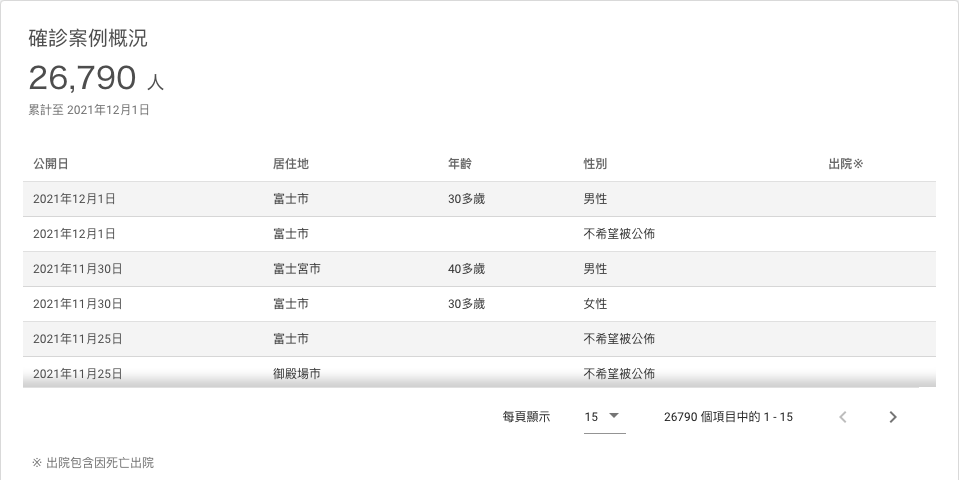 確診案例概況
26,790 人
累計至 2021年12月1日
公開日 居住地 年齡 性別 出院※
2021年12月1日 富士市 30多歲 男性
2021年12月1日 富士市 不希望被公佈
2021年11月30日 富士宮市 40多歲 男性
2021年11月30日 富士市 30多歲 女性
2021年11月25日 富士市 不希望被公佈
2021年11月25日 御殿場市 不希望被公佈
每頁顯示 15 26790 個項目中的 1 - 15
※ 出院包含因死亡出院